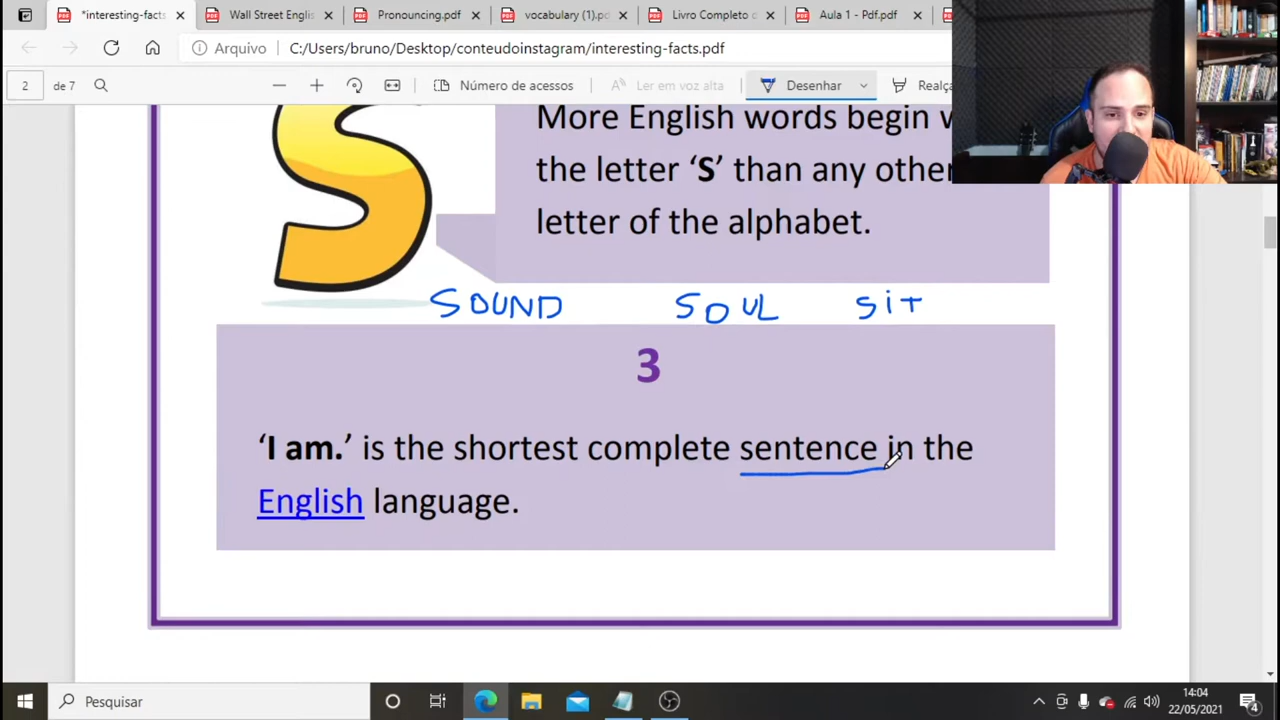 *interesting-facts
Wall Street Englis
Pronouncing.pdf
vocabulary (1).pd
Livro Completo d
Aula 1 - Pdf.pdf
Arquivo
C:/Users/bruno/Desktop/conteudoinstagram/interesting-facts.pdf
2 de 7
Número de acessos
Ler em voz alta
Desenhar
Realça
S
More English words begin
the letter ‘S’ than any other
letter of the alphabet.
SOUND SOUL SiT
3
‘I am.’ is the shortest complete sentence in the
English language.
Pesquisar
14:04
22/05/2021
4